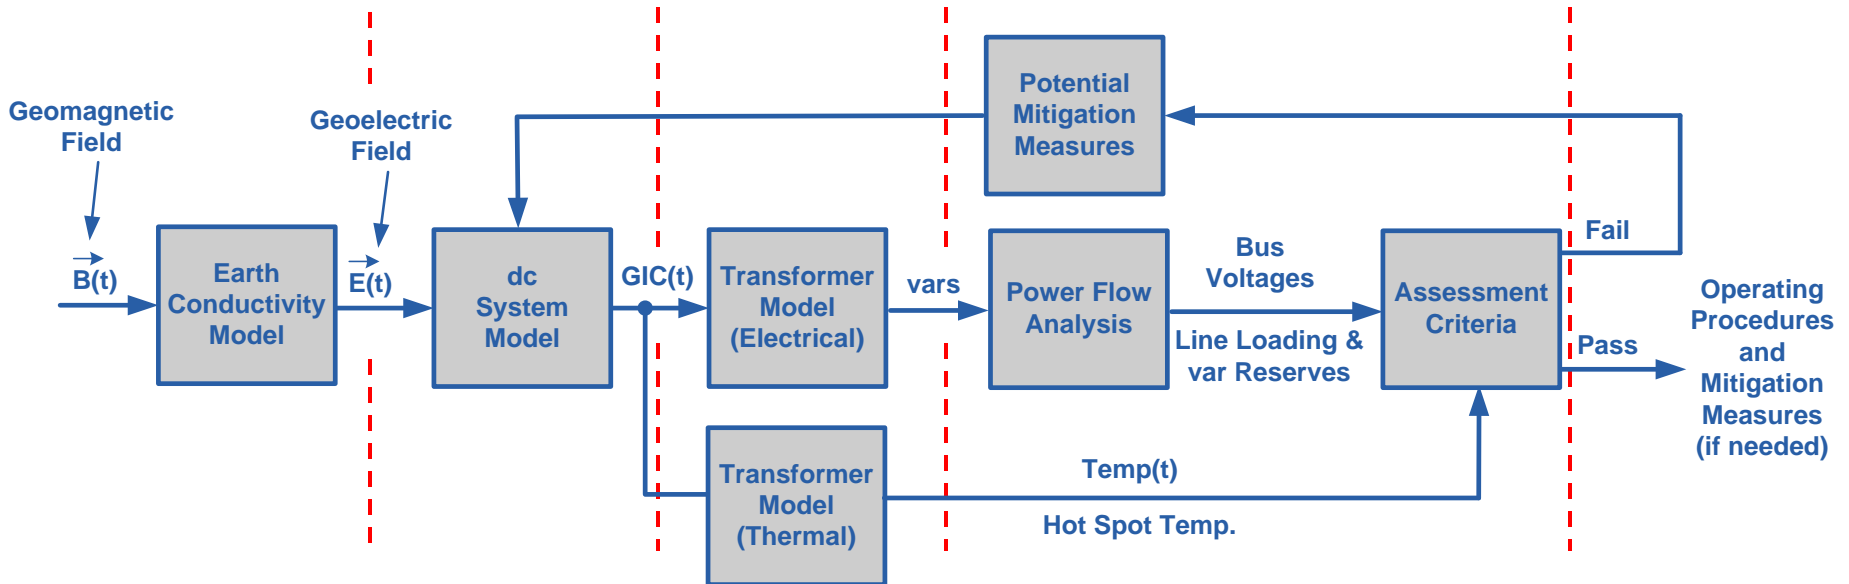 Geomagnetic
Field
B(t)
Earth
Conductivity
Model
Geoelectric
Field
E(t)
dc
System
Model
GIC(t)
Transformer
Model
(Electrical)
Transformer
Model
(Thermal)
vars
Potential
Mitigation
Measures
Power Flow
Analysis
Bus
Voltages
Line Loading &
var Reserves
Temp(t)
Hot Spot Temp.
Assessment
Criteria
Fail
Pass
Operating
Procedures
and
Mitigation
Measures
(if needed)